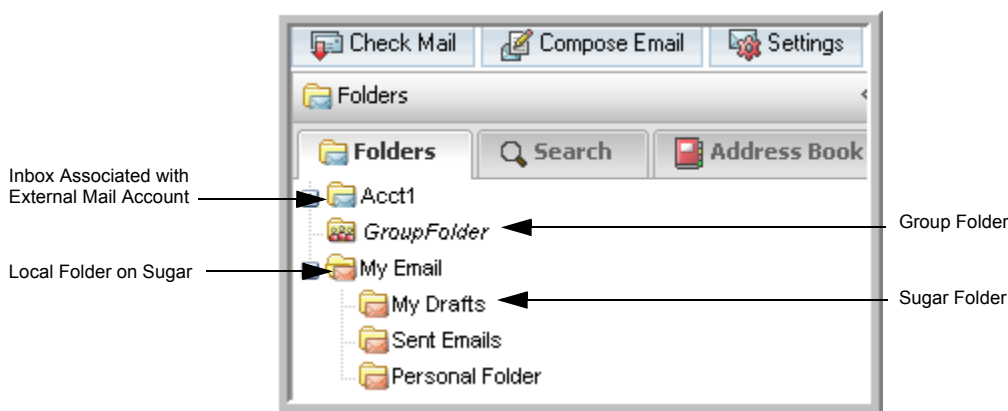 Check Mail Compose Email Settings
Folders
Folders Search Address Book
Inbox Associated with
External Mail Account
Acct1
GroupFolder
Group Folder
Local Folder on Sugar
My Email
My Drafts
Sugar Folder
Sent Emails
Personal Folder